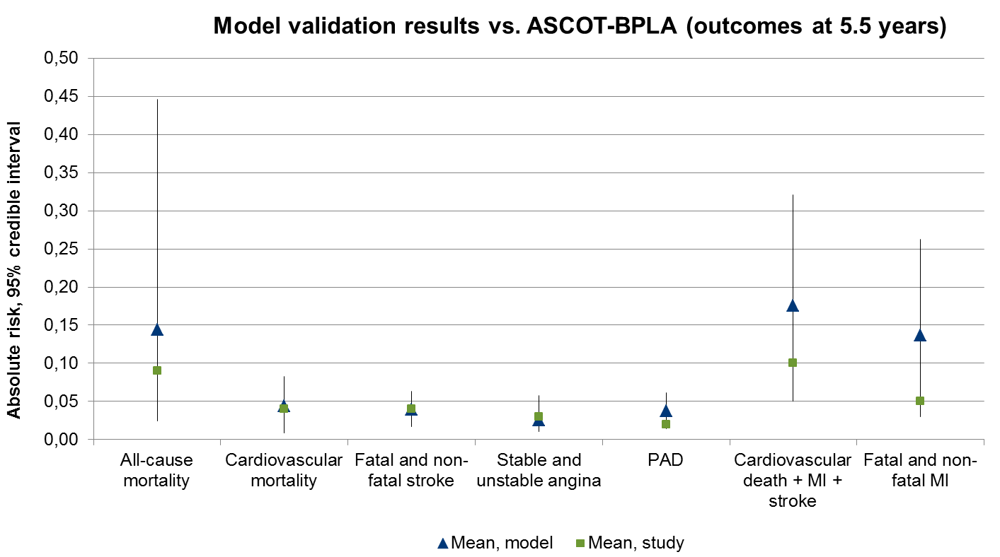 Model validation results vs. ASCOT-BPLA (outcomes at 5.5 years)
Absolute risk, 95% credible interval
0,50
0,45
0,40
0,35
0,30
0,25
0,20
0,15
0,10
0,05
0,00
All-cause
mortality
Cardiovascular
mortality
Fatal and non-
fatal stroke
Stable and
unstable angina
PAD
Cardiovascular
death + MI +
stroke
Fatal and non-
fatal MI
Mean, model
Mean, study